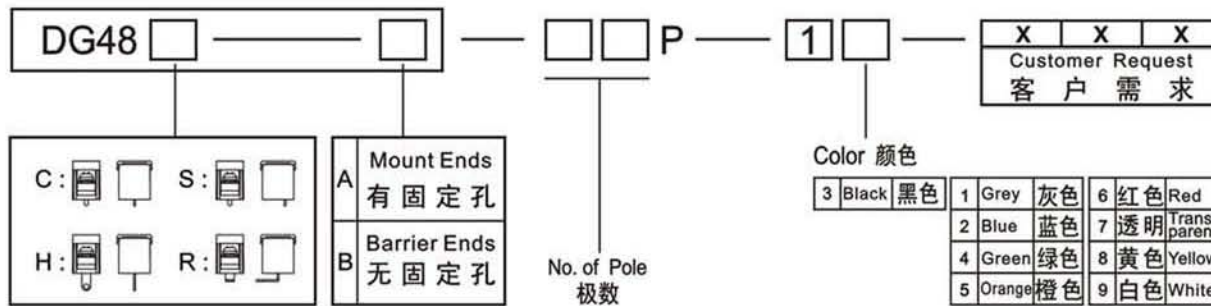 DG48
P
1
X X X
Customer Request
客户需求
C:
S:
H:
R:
A Mount Ends
有固定孔
B Barrier Ends
无固定孔
No. of Pole
极数
Color 颜色
3 Black 黑色
1 Grey 灰色
2 Blue 蓝色
4 Green 绿色
5 Orange 橙色
6 红色 Red
7 透明 Trans
paren
8 黄色 Yellow
9 白色 White